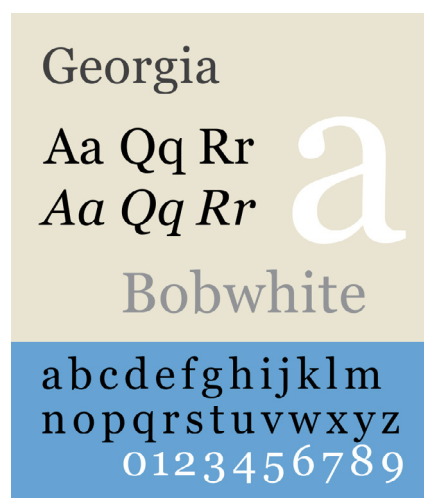 Georgia
Aa Qq Rr
Aa Qq Rr
a
Bobwhite
abcdefghijklm
nopqrstuvwxyz
0123456789